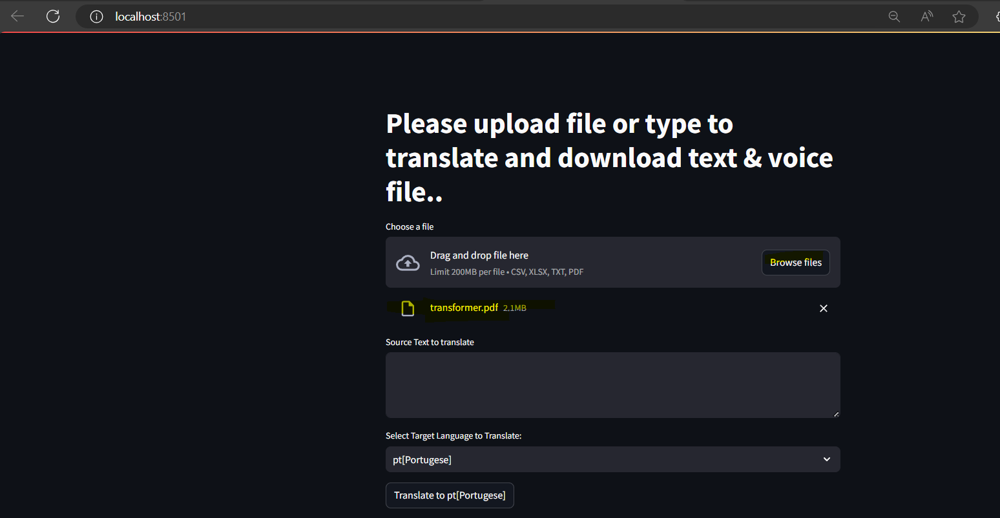 localhost:8501
Please upload file or type to
translate and download text & voice
file..
Choose a file
Drag and drop file here
Limit 200MB per file • CSV, XLSX, TXT, PDF
Browse files
transformer.pdf 2.1MB
Source Text to translate
Select Target Language to Translate:
pt[Portugese]
Translate to pt[Portugese]